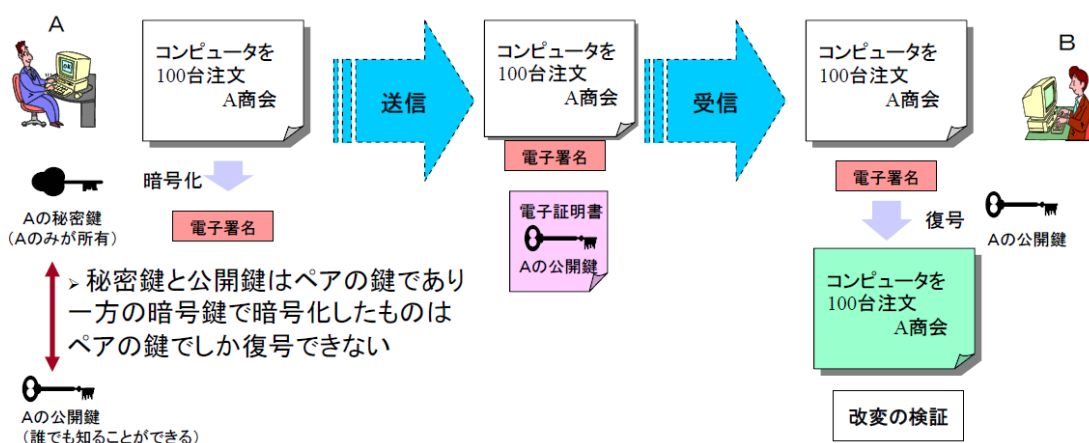 A
コンピュータを
100台注文
A商会
送信
コンピュータを
100台注文
A商会
受信
コンピュータを
100台注文
A商会
B
暗号化
電子署名
Aの秘密鍵
(Aのみが所有)
電子署名
電子証明書
Aの公開鍵
電子署名
復号
Aの公開鍵
➢ 秘密鍵と公開鍵はペアの鍵であり
一方の暗号鍵で暗号化したものは
ペアの鍵でしか復号できない
コンピュータを
100台注文
A商会
Aの公開鍵
(誰でも知ることができる)
改変の検証